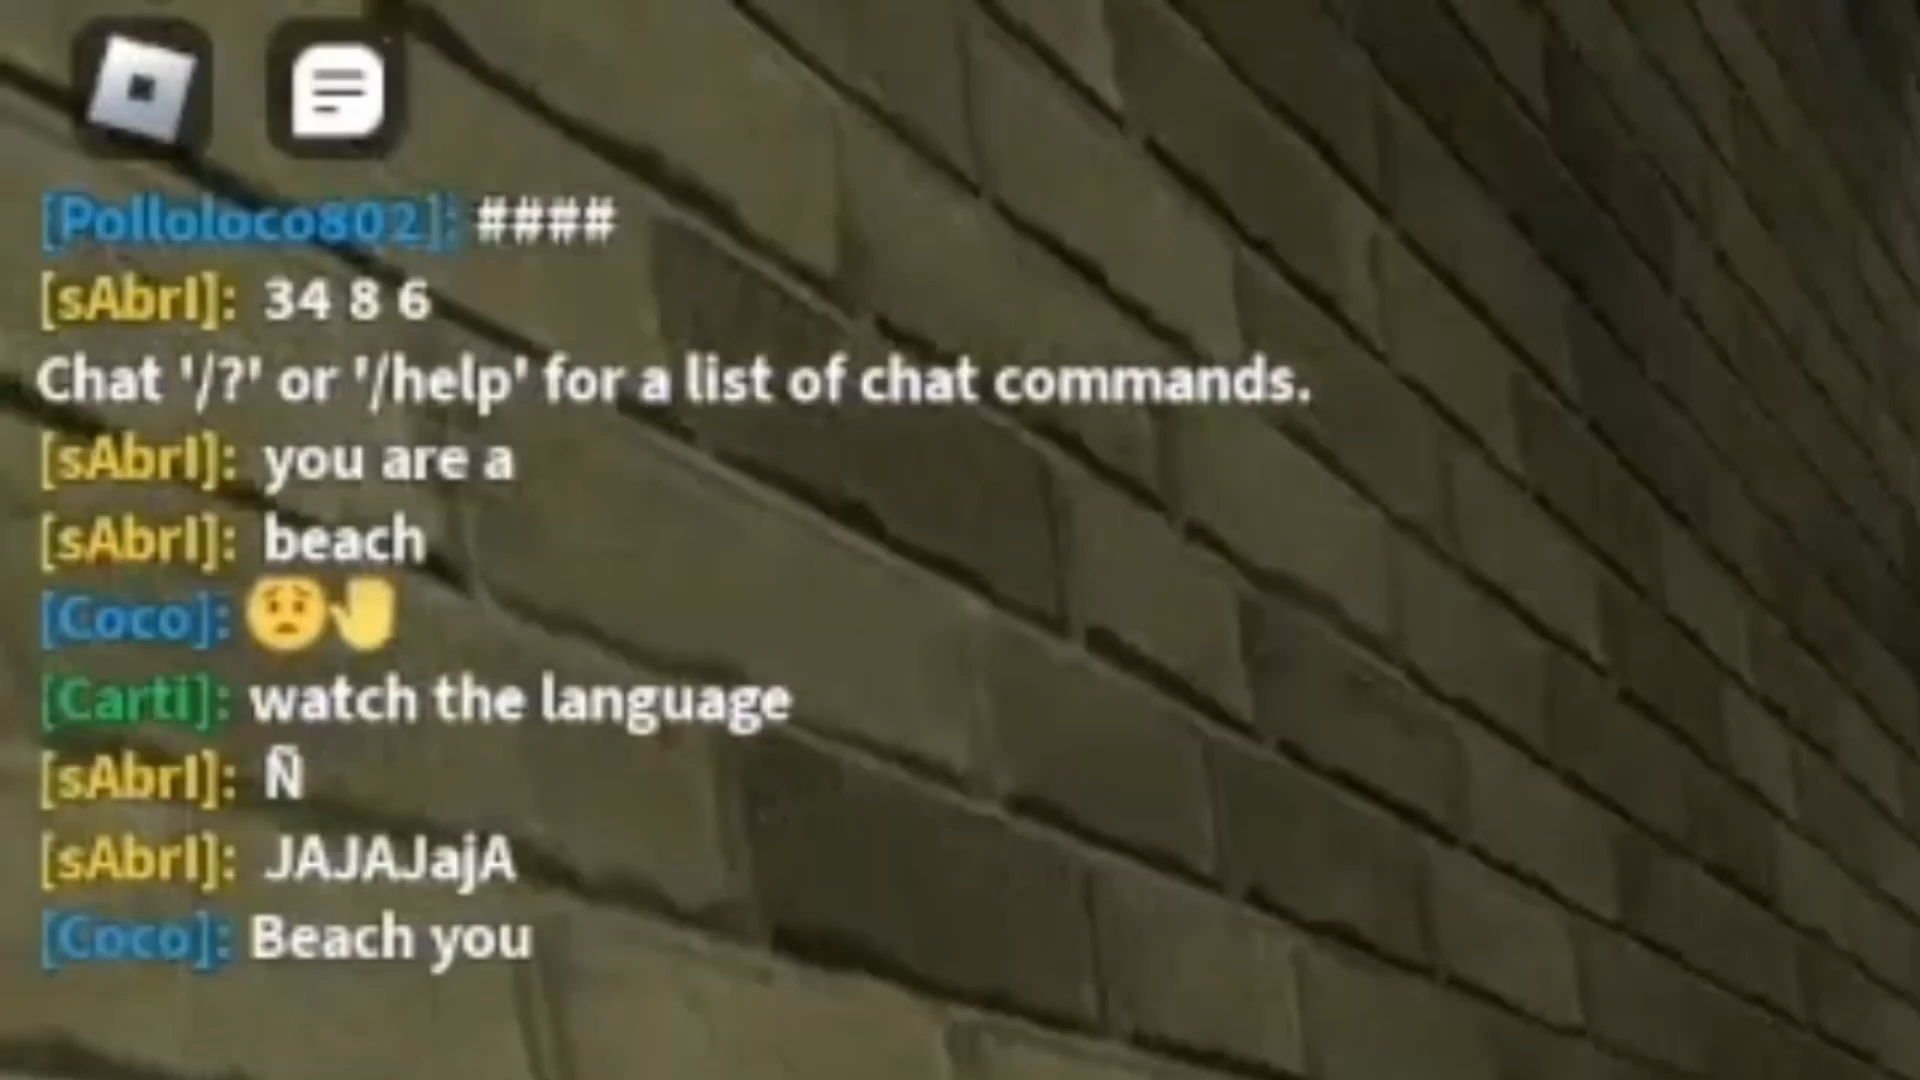 [Polloloco802]: ####
[sAbrI]: 34 8 6
Chat '/?' or '/help' for a list of chat commands.
[sAbrI]: you are a
[sAbrI]: beach
[Coco]: 😟🤚
[Carti]: watch the language
[sAbrI]: Ñ
[sAbrI]: JAJAJajA
[Coco]: Beach you